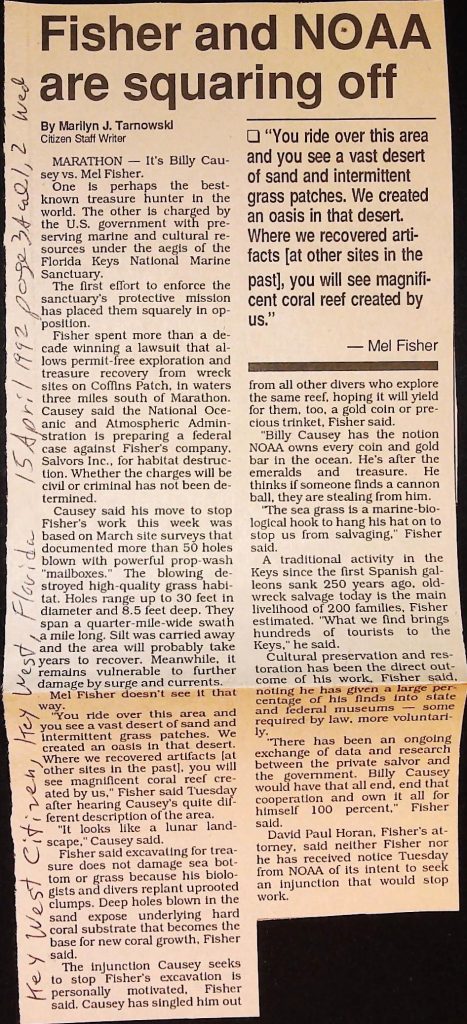 Fisher and NOAA
are squaring off
By Marilyn J. Tarnowski
Citizen Staff Writer
MARATHON — It's Billy Cau-
sey vs. Mel Fisher.
One is perhaps the best-
known treasure hunter in the
world. The other is charged by
the U.S. government with pre-
serving marine and cultural re-
sources under the aegis of the
Florida Keys National Marine
Sanctuary.
The first effort to enforce the
sanctuary's protective mission
has placed them squarely in op-
position.
Fisher spent more than a de-
cade winning a lawsuit that al-
lows permit-free exploration and
treasure recovery from wreck
sites on Coffins Patch, in waters
three miles south of Marathon.
Causey said the National Oce-
anic and Atmospheric Admin-
istration is preparing a federal
case against Fisher's company,
Salvors Inc., for habitat destruc-
tion. Whether the charges will be
civil or criminal has not been de-
termined.
Causey said his move to stop
Fisher's work this week was
based on March site surveys that
documented more than 50 holes
blown with powerful prop-wash
"mailboxes." The blowing de-
stroyed high-quality grass habi-
tat. Holes range up to 30 feet in
diameter and 8.5 feet deep. They
span a quarter-mile-wide swath
a mile long. Silt was carried away
and the area will probably take
years to recover. Meanwhile, it
remains vulnerable to further
damage by surge and currents.
Mel Fisher doesn't see it that
way.
"You ride over this area and
you see a vast desert of sand and
intermittent grass patches. We
created an oasis in that desert.
Where we recovered artifacts [at
other sites in the past], you will
see magnificent coral reef cre-
ated by us," Fisher said Tuesday
after hearing Causey's quite dif-
ferent description of the area.
"It looks like a lunar land-
scape," Causey said.
Fisher said excavating for trea-
sure does not damage sea bot-
tom or grass because his biolo-
gists and divers replant uprooted
clumps. Deep holes blown in the
sand expose underlying hard
coral substrate that becomes the
base for new coral growth, Fisher
said.
The injunction Causey seeks
to stop Fisher's excavation is
personally motivated, Fisher
said. Causey has singled him out
❏ "You ride over this area
and you see a vast desert
of sand and intermittent
grass patches. We created
an oasis in that desert.
Where we recovered arti-
facts [at other sites in the
past], you will see magnifi-
cent coral reef created by
us."
— Mel Fisher
from all other divers who explore
the same reef, hoping it will yield
for them, too, a gold coin or pre-
cious trinket, Fisher said.
"Billy Causey has the notion
NOAA owns every coin and gold
bar in the ocean. He's after the
emeralds and treasure. He
thinks if someone finds a cannon
ball, they are stealing from him.
"The sea grass is a marine-bio-
logical hook to hang his hat on to
stop us from salvaging," Fisher
said.
A traditional activity in the
Keys since the first Spanish gal-
leons sank 250 years ago, old-
wreck salvage today is the main
livelihood of 200 families, Fisher
estimated. "What we find brings
hundreds of tourists to the
Keys," he said.
Cultural preservation and res-
toration has been the direct out-
come of his work, Fisher said,
noting he has given a large per-
centage of his finds into state
and federal museums — some
required by law, more voluntari-
ly.
"There has been an ongoing
exchange of data and research
between the private salvor and
the government. Billy Causey
would have that all end, end that
cooperation and own it all for
himself 100 percent," Fisher
said.
David Paul Horan, Fisher's at-
torney, said neither Fisher nor
he has received notice Tuesday
from NOAA of its intent to seek
an injunction that would stop
work.
Key West Citizen, Key West, Florida 15 April 1992 page 3A col 1, 2 Wed